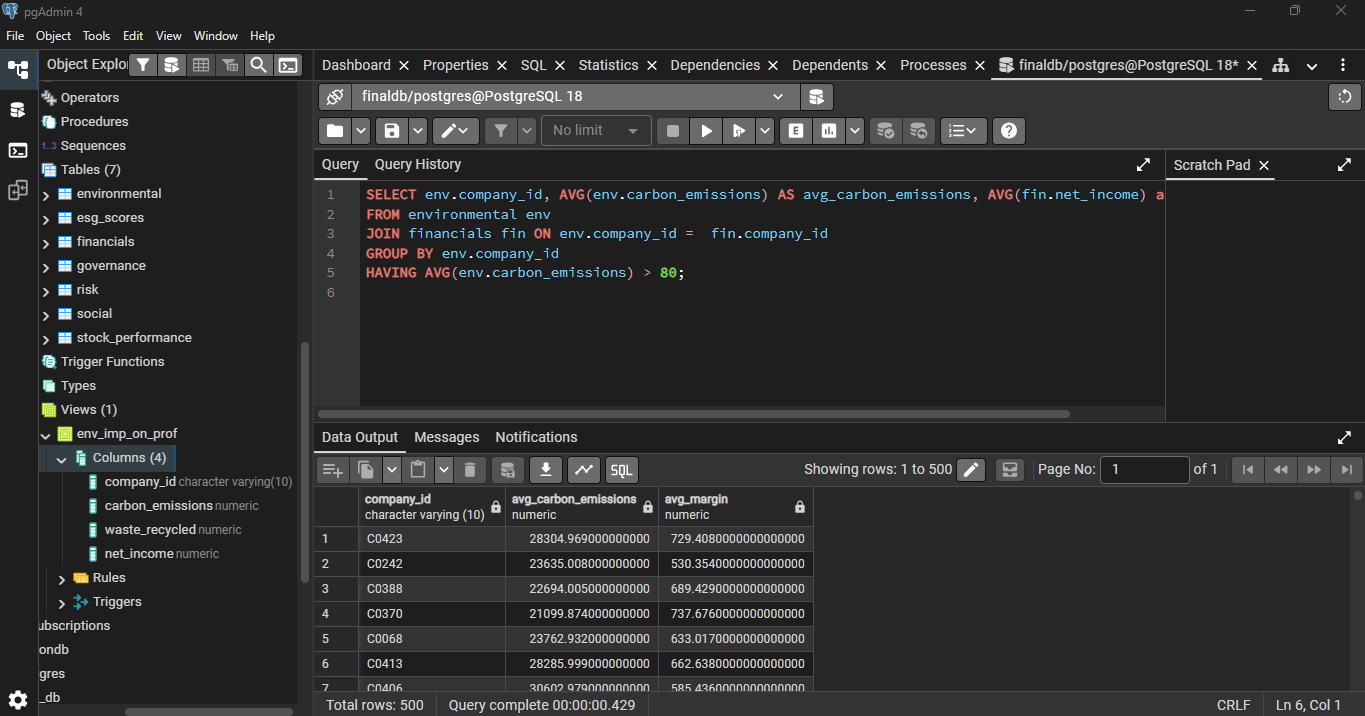 pgAdmin 4
File Object Tools Edit View Window Help
Object Explo
Dashboard Properties SQL Statistics Dependencies Dependents Processes finaldb/postgres@PostgreSQL 18*
finaldb/postgres@PostgreSQL 18
No limit
E
SQL
Query Query History
Scratch Pad
1 SELECT env.company_id, AVG(env.carbon_emissions) AS avg_carbon_emissions, AVG(fin.net_income) a
2 FROM environmental env
3 JOIN financials fin ON env.company_id = fin.company_id
4 GROUP BY env.company_id
5 HAVING AVG(env.carbon_emissions) > 80;
6
Operators
Procedures
1..3 Sequences
Tables (7)
environmental
esg_scores
financials
governance
risk
social
stock_performance
Trigger Functions
Types
Views (1)
env_imp_on_prof
Columns (4)
company_id character varying(10)
carbon_emissions numeric
waste_recycled numeric
net_income numeric
Rules
Triggers
ubscriptions
ondb
gres
_db
Data Output Messages Notifications
Showing rows: 1 to 500
Page No: 1 of 1
company_id avg_carbon_emissions avg_margin
character varying (10) numeric numeric
1 C0423 28304.969000000000 729.4080000000000000
2 C0242 23635.008000000000 530.3540000000000000
3 C0388 22694.005000000000 689.4290000000000000
4 C0370 21099.874000000000 737.6760000000000000
5 C0068 23762.932000000000 633.0170000000000000
6 C0413 28285.999000000000 662.6380000000000000
7 C0406 30602.979000000000 585.4360000000000000
Total rows: 500 Query complete 00:00:00.429 CRLF Ln 6, Col 1